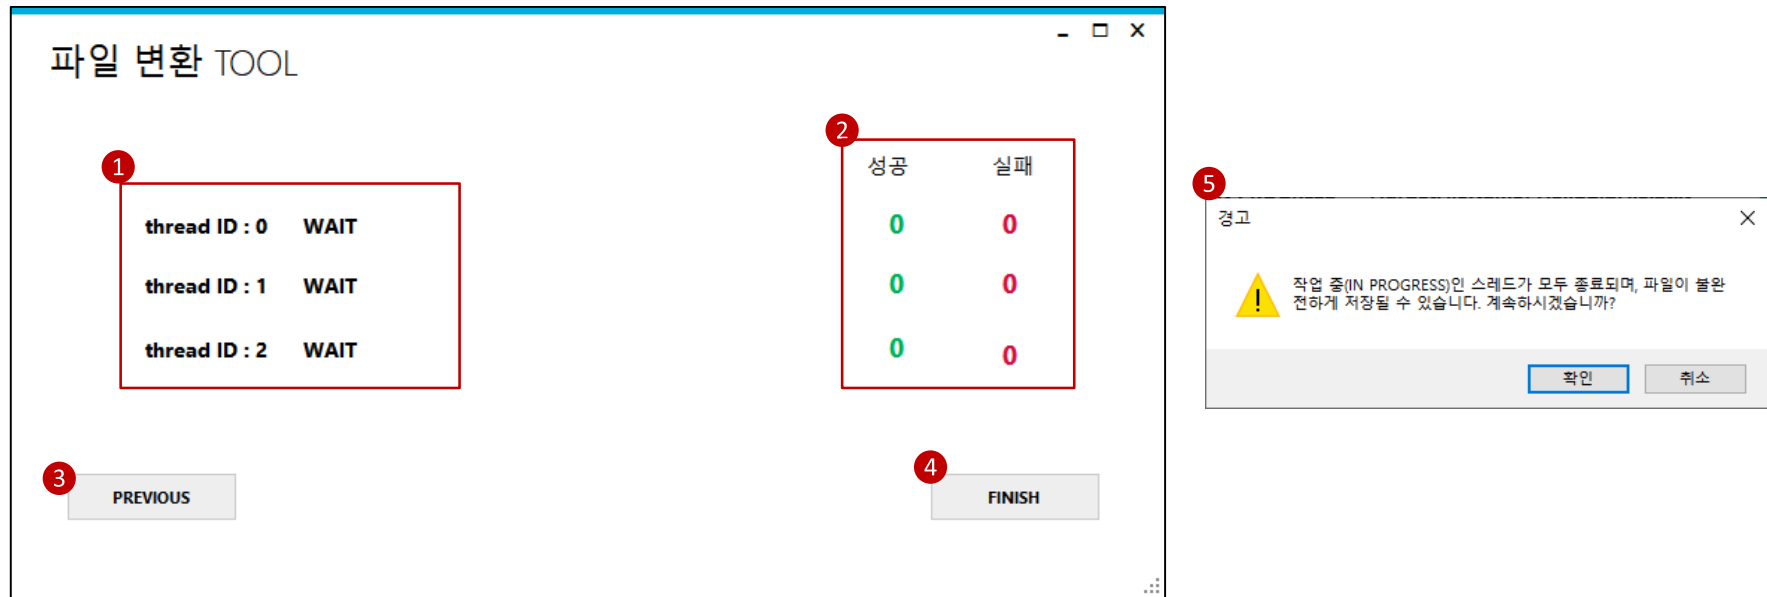 파일 변환 TOOL
2
성공 실패
1
thread ID : 0 WAIT 0 0
thread ID : 1 WAIT 0 0
thread ID : 2 WAIT 0 0
3
PREVIOUS
4
FINISH
5
경고
작업 중(IN PROGRESS)인 스레드가 모두 종료되며, 파일이 불완
전하게 저장될 수 있습니다. 계속하시겠습니까?
확인 취소